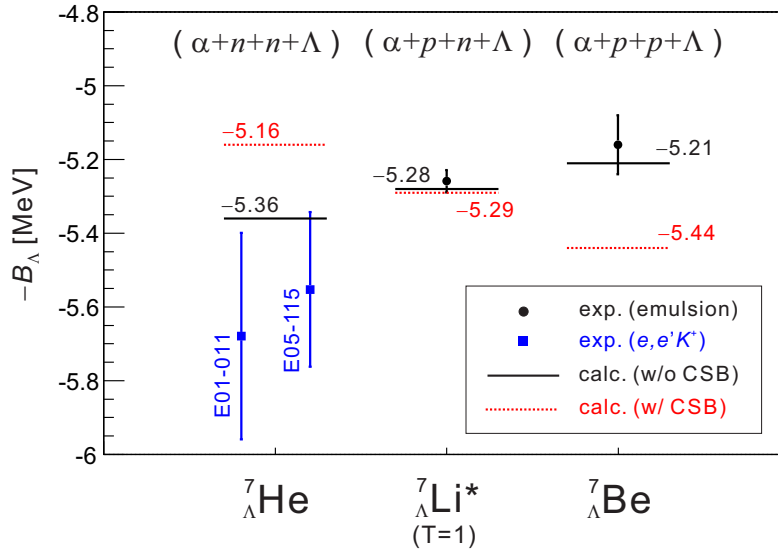 (α+n+n+Λ) (α+p+n+Λ) (α+p+p+Λ)
−B_Λ [MeV]
-4.8
-5
-5.2
-5.4
-5.6
-5.8
-6
−5.16
−5.36
−5.28
−5.29
−5.21
−5.44
E01-011
E05-115
exp. (emulsion)
exp. (e,e’K⁺)
calc. (w/o CSB)
calc. (w/ CSB)
⁷_ΛHe ⁷_ΛLi* ⁷_ΛBe
(T=1)